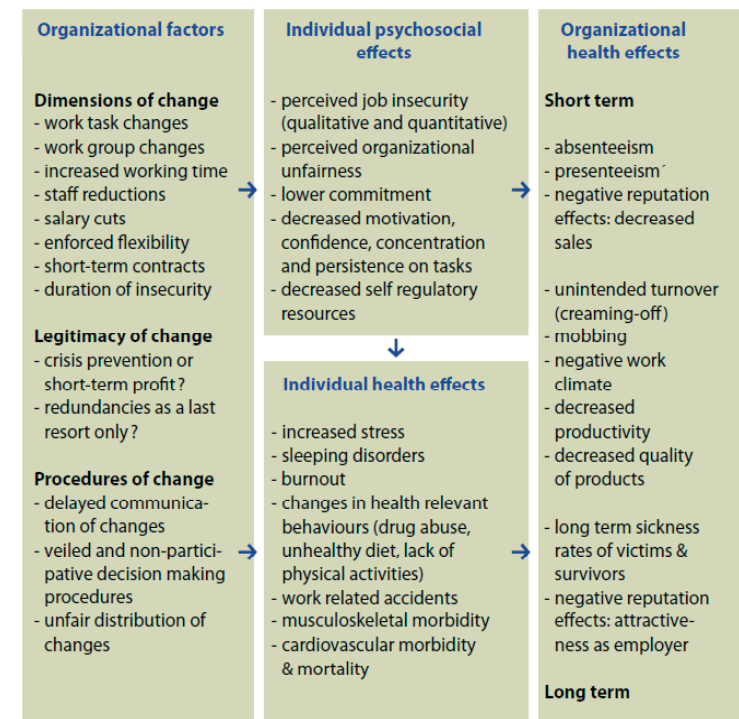 Organizational factors
Dimensions of change
- work task changes
- work group changes
- increased working time
- staff reductions
- salary cuts
- enforced flexibility
- short-term contracts
- duration of insecurity
Legitimacy of change
- crisis prevention or
short-term profit?
- redundancies as a last
resort only?
Procedures of change
- delayed communica-
tion of changes
- veiled and non-partici-
pative decision making
procedures
- unfair distribution of
changes
Individual psychosocial
effects
- perceived job insecurity
(qualitative and quantitative)
- perceived organizational
unfairness
- lower commitment
- decreased motivation,
confidence, concentration
and persistence on tasks
- decreased self regulatory
resources
Individual health effects
- increased stress
- sleeping disorders
- burnout
- changes in health relevant
behaviours (drug abuse,
unhealthy diet, lack of
physical activities)
- work related accidents
- musculoskeletal morbidity
- cardiovascular morbidity
& mortality
Organizational
health effects
Short term
- absenteeism
- presenteeism´
- negative reputation
effects: decreased
sales
- unintended turnover
(creaming-off)
- mobbing
- negative work
climate
- decreased
productivity
- decreased quality
of products
- long term sickness
rates of victims &
survivors
- negative reputation
effects: attractive-
ness as employer
Long term